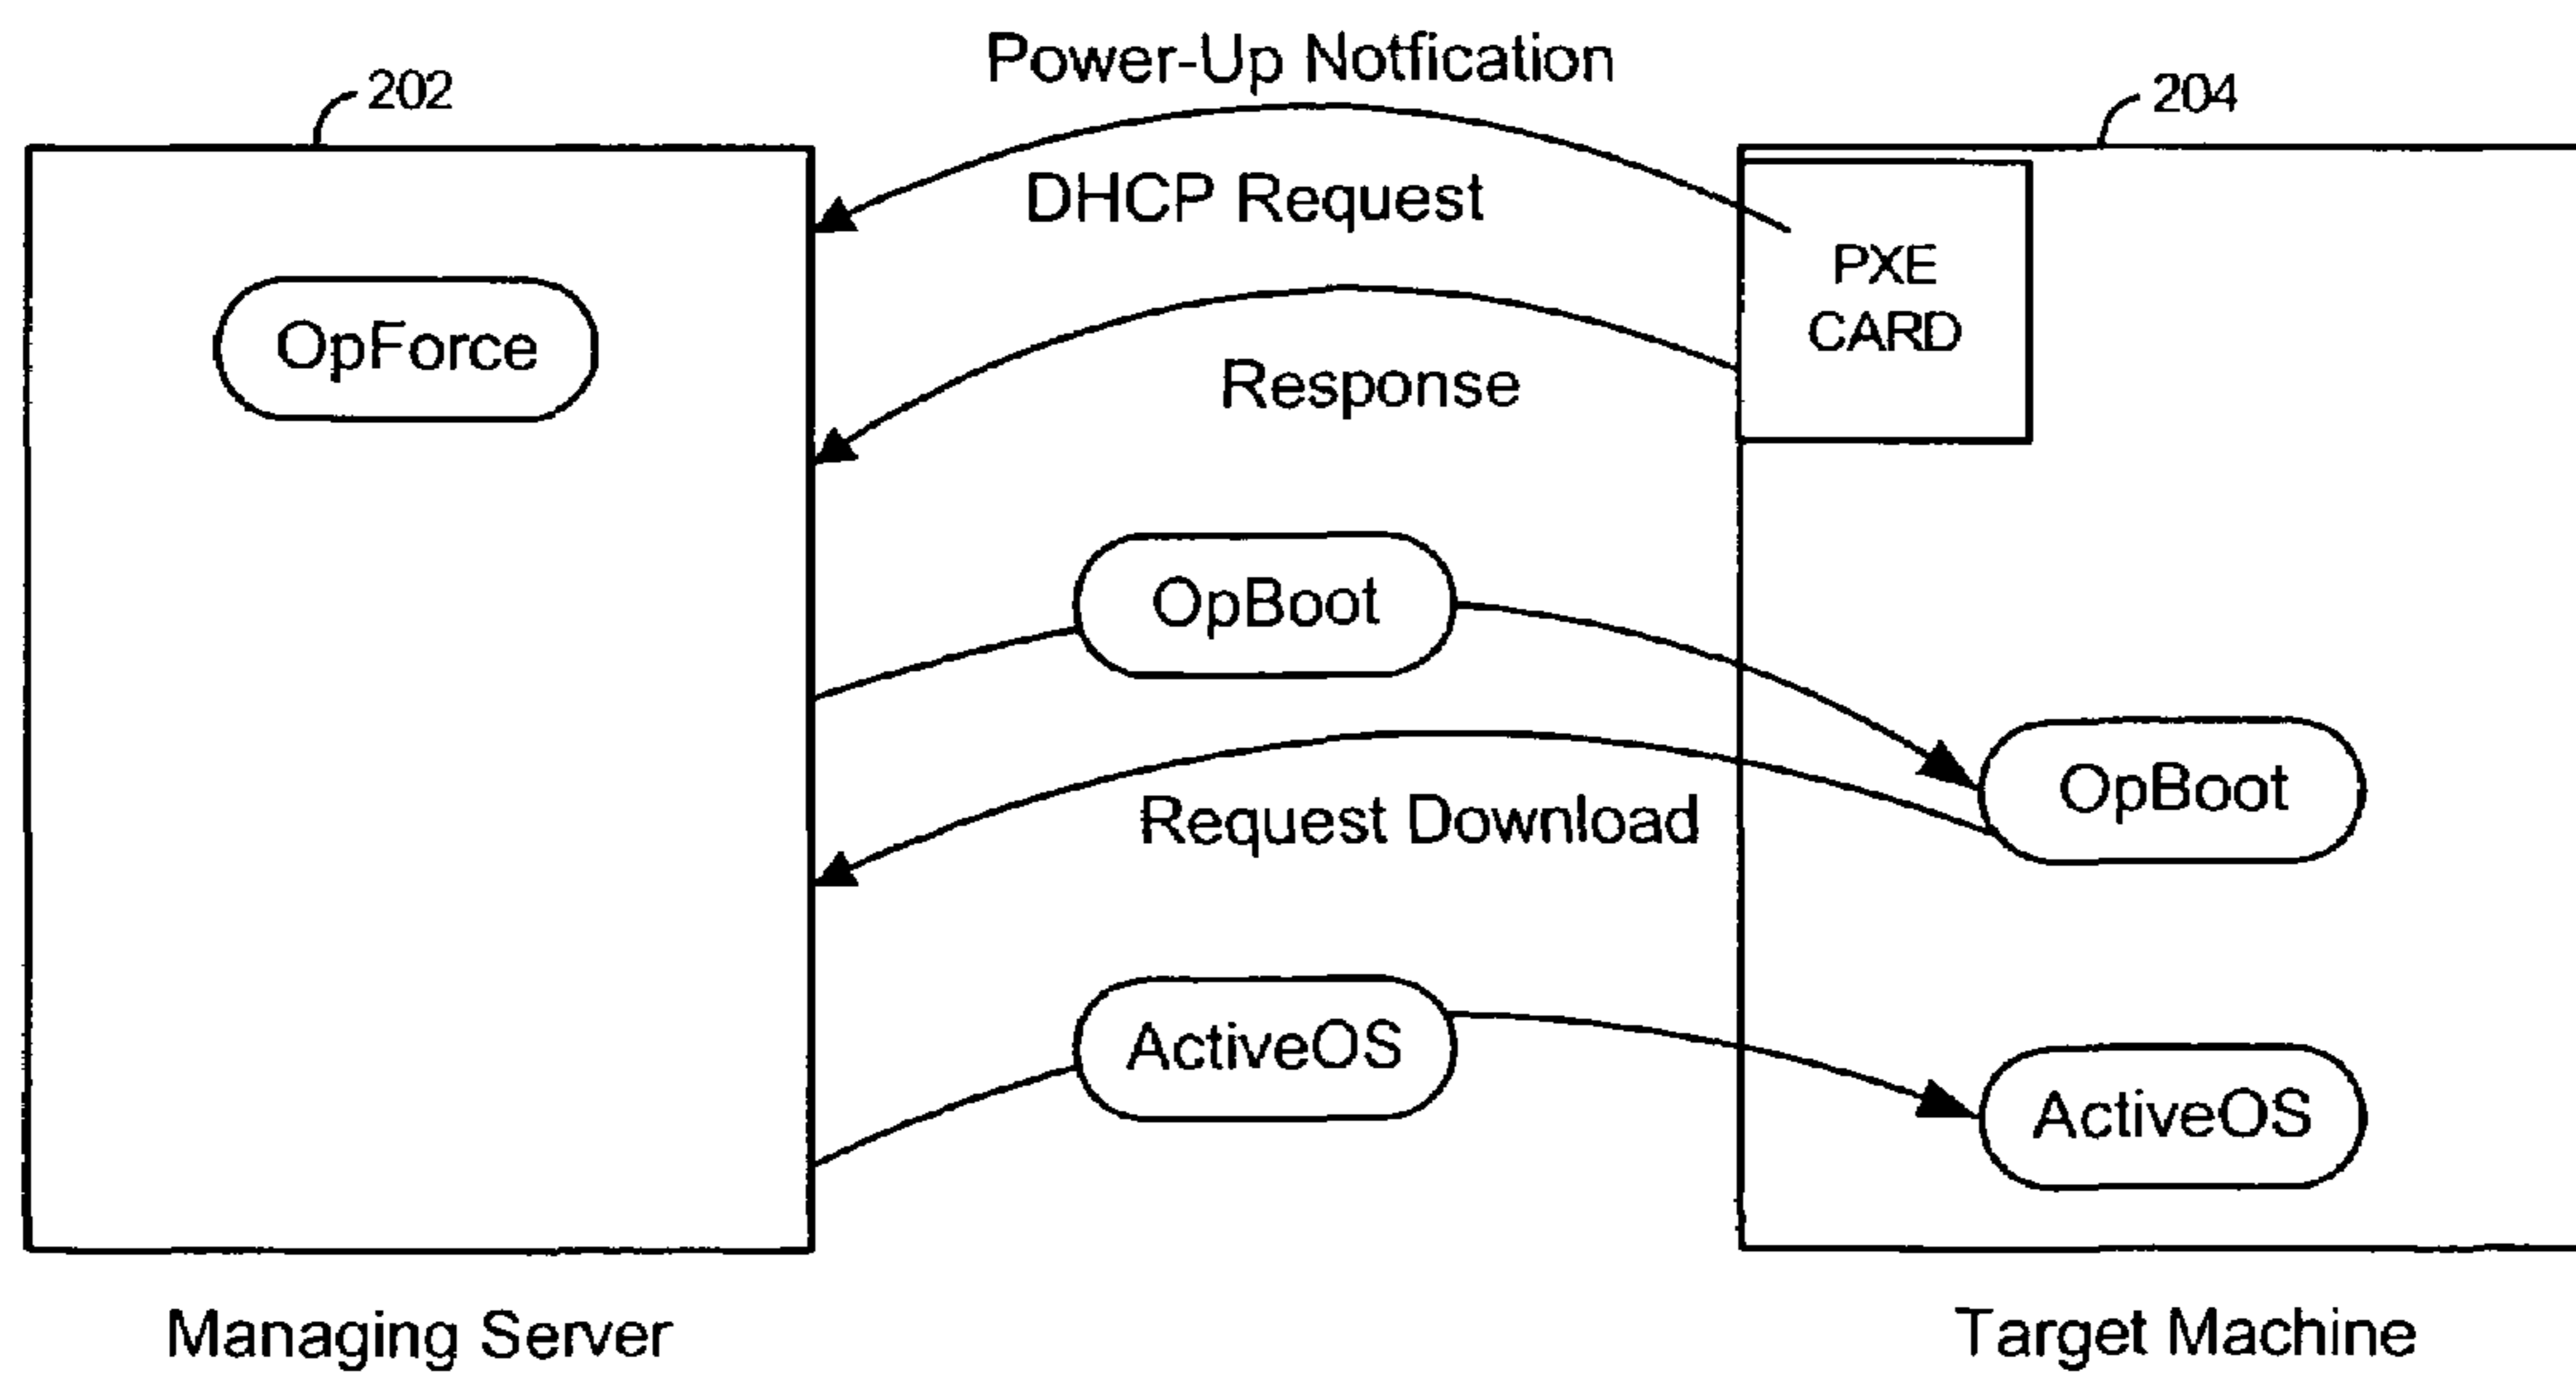 Power-Up Notfication
202
204
DHCP Request
PXE
CARD
OpForce
Response
OpBoot
OpBoot
Request Download
ActiveOS
ActiveOS
Managing Server
Target Machine